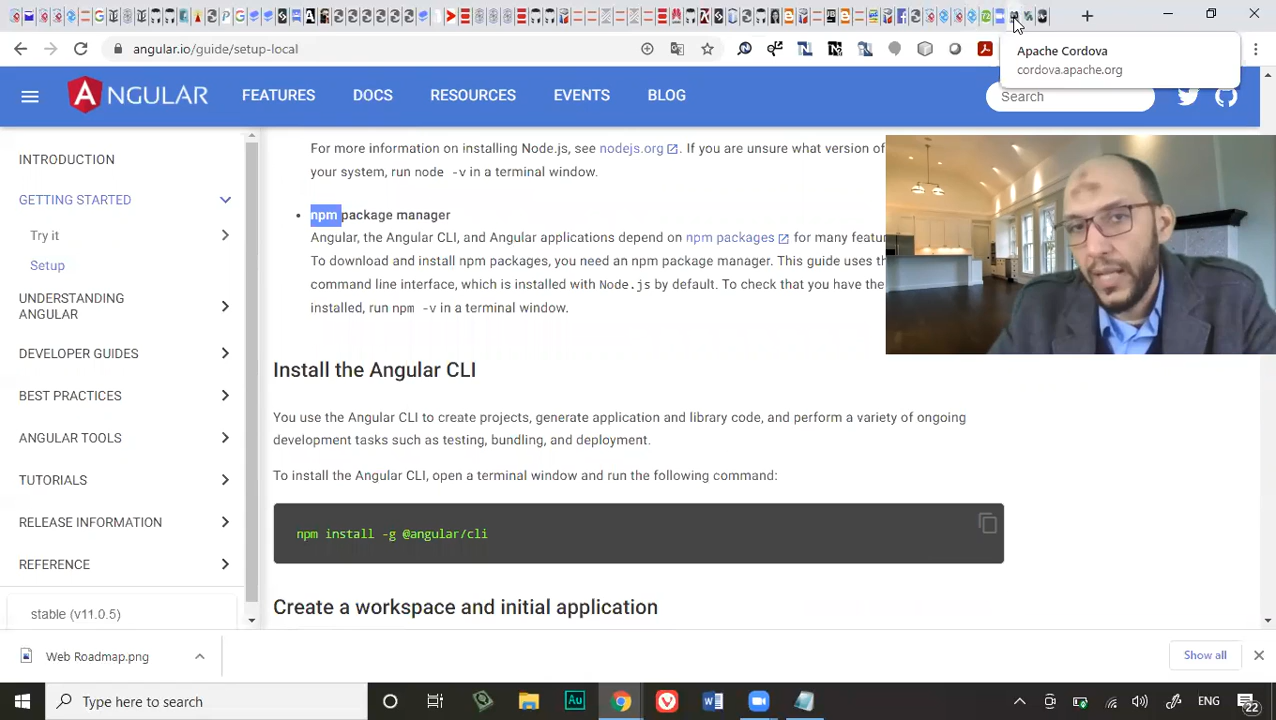 72
Apache Cordova
cordova.apache.org
angular.io/guide/setup-local
ANGULAR
FEATURES
DOCS
RESOURCES
EVENTS
BLOG
Search
INTRODUCTION
GETTING STARTED
Try it
Setup
UNDERSTANDING
ANGULAR
DEVELOPER GUIDES
BEST PRACTICES
ANGULAR TOOLS
TUTORIALS
RELEASE INFORMATION
REFERENCE
stable (v11.0.5)
For more information on installing Node.js, see nodejs.org. If you are unsure what version of
your system, run node -v in a terminal window.
• npm package manager
Angular, the Angular CLI, and Angular applications depend on npm packages for many featur
To download and install npm packages, you need an npm package manager. This guide uses th
command line interface, which is installed with Node.js by default. To check that you have the
installed, run npm -v in a terminal window.
Install the Angular CLI
You use the Angular CLI to create projects, generate application and library code, and perform a variety of ongoing
development tasks such as testing, bundling, and deployment.
To install the Angular CLI, open a terminal window and run the following command:
npm install -g @angular/cli
Create a workspace and initial application
Web Roadmap.png
Show all
Type here to search
Au
ENG
22